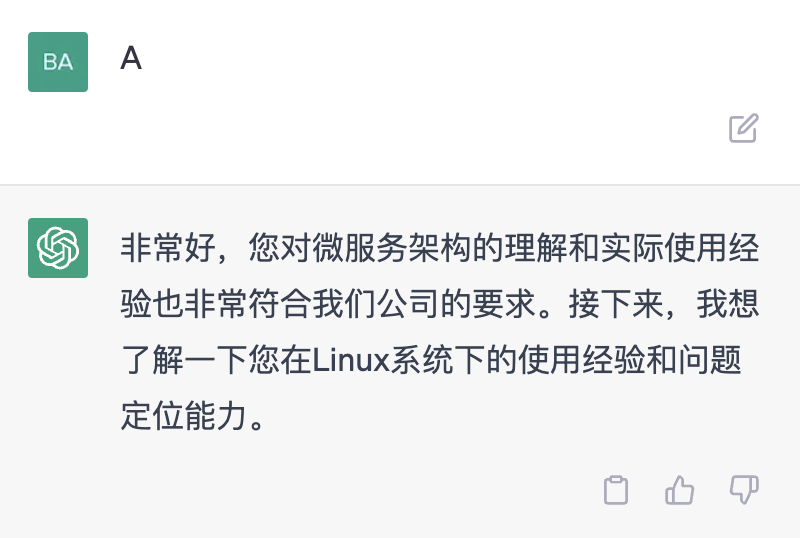 BA
A
非常好，您对微服务架构的理解和实际使用经
验也非常符合我们公司的要求。接下来，我想
了解一下您在Linux系统下的使用经验和问题
定位能力。